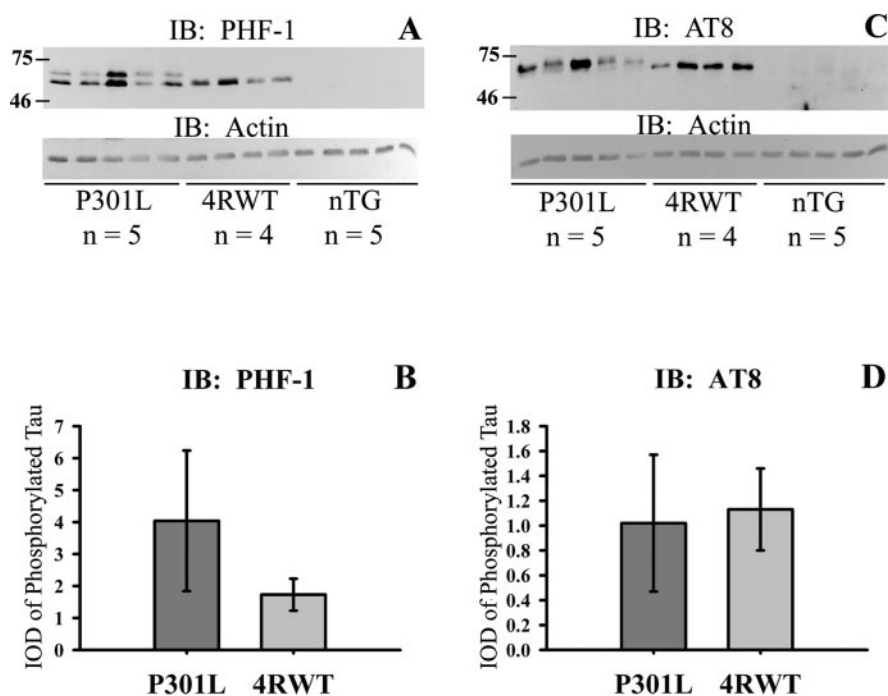 IB: PHF-1 A
75
46
IB: Actin
P301L 4RWT nTG
n = 5 n = 4 n = 5
IB: AT8 C
75
46
IB: Actin
P301L 4RWT nTG
n = 5 n = 4 n = 5
IB: PHF-1 B
IOD of Phosphorylated Tau
7
6
5
4
3
2
1
0
P301L 4RWT
IB: AT8 D
IOD of Phosphorylated Tau
1.8
1.6
1.4
1.2
1.0
0.8
0.6
0.4
0.2
0.0
P301L 4RWT